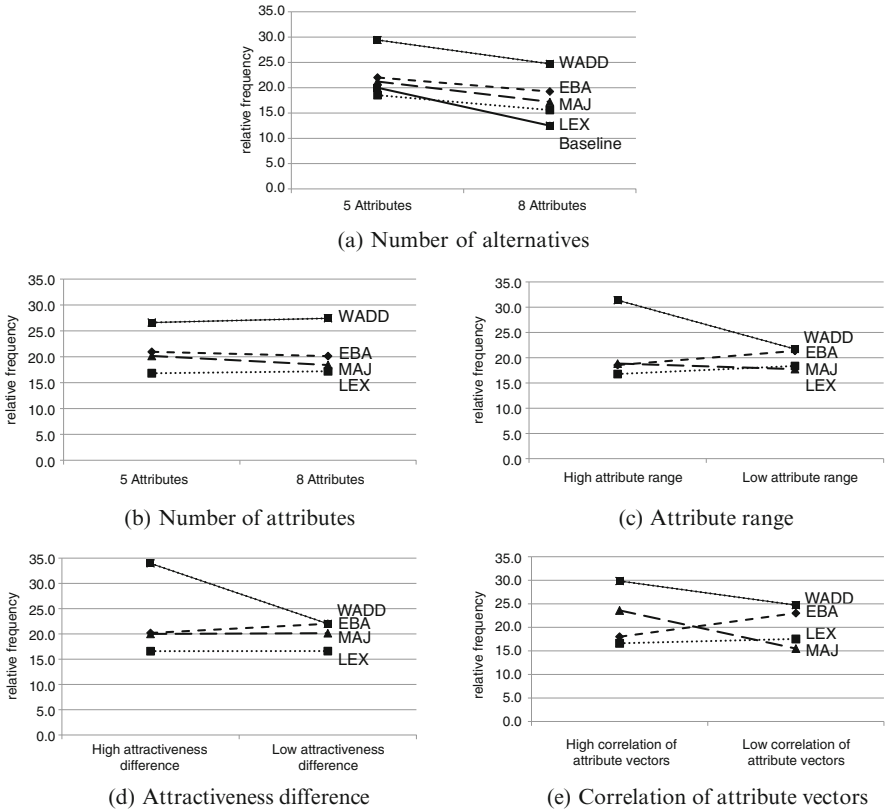 35.0
30.0
25.0
20.0
15.0
10.0
5.0
0.0
relative frequency
WADD
EBA
MAJ
LEX
Baseline
5 Attributes
8 Attributes
(a) Number of alternatives
35.0
30.0
25.0
20.0
15.0
10.0
5.0
0.0
relative frequency
WADD
EBA
MAJ
LEX
5 Attributes
8 Attributes
(b) Number of attributes
35.0
30.0
25.0
20.0
15.0
10.0
5.0
0.0
relative frequency
WADD
EBA
MAJ
LEX
High attribute range
Low attribute range
(c) Attribute range
35.0
30.0
25.0
20.0
15.0
10.0
5.0
0.0
relative frequency
WADD
EBA
MAJ
LEX
High attractiveness
difference
Low attractiveness
difference
(d) Attractiveness difference
35.0
30.0
25.0
20.0
15.0
10.0
5.0
0.0
relative frequency
WADD
EBA
LEX
MAJ
High correlation of
attribute vectors
Low correlation of
attribute vectors
(e) Correlation of attribute vectors